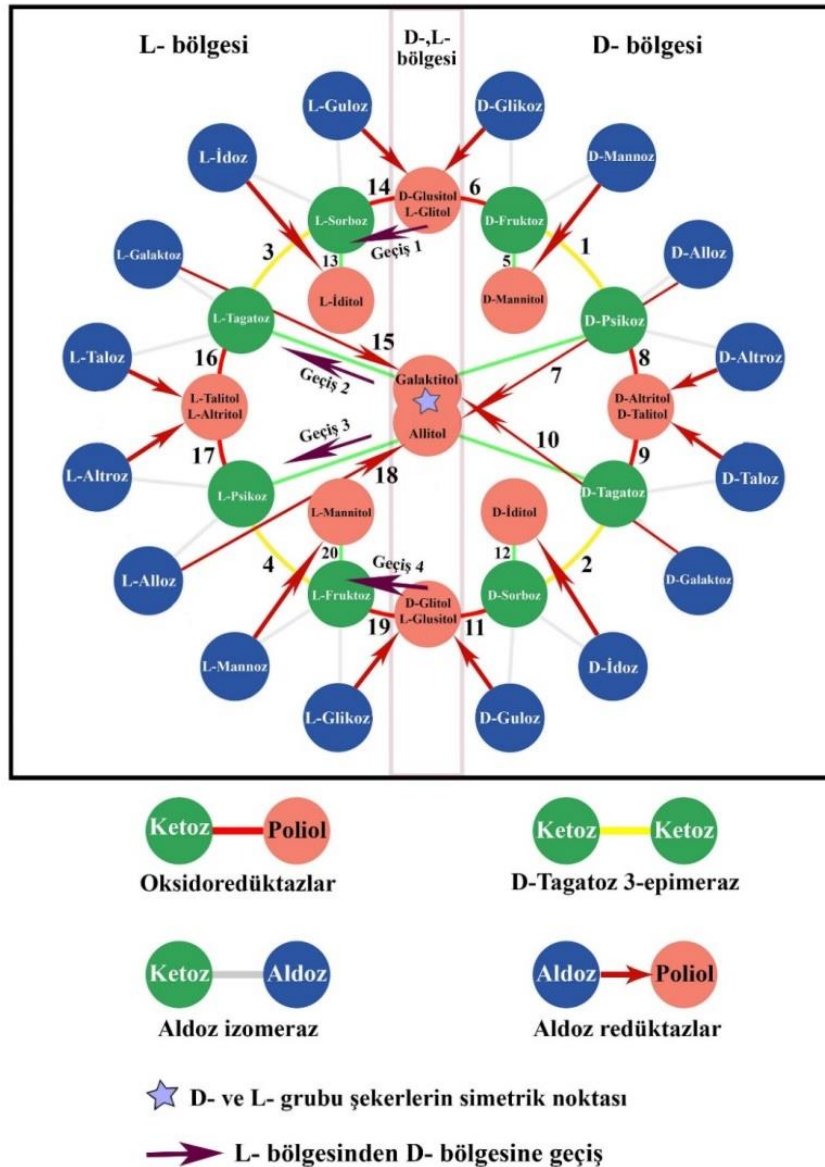 L- bölgesi
D-,L-
bölgesi
D- bölgesi
L-Guloz
D-Glikoz
L-İdoz
D-Mannoz
14
D-Glusitol
L-Glitol
6
L-Sorboz
D-Fruktoz
Geçiş 1
3
13
5
1
L-Galaktoz
D-Alloz
L-İditol
D-Mannitol
L-Tagatoz
D-Psikoz
15
L-Taloz
16
Geçiş 2
Galaktitol
7
8
D-Altroz
L-Talitol
L-Altritol
D-Altritol
D-Talitol
Geçiş 3
Allitol
10
L-Altroz
17
9
D-Taloz
18
L-Psikoz
D-Tagatoz
L-Mannitol
D-İditol
L-Alloz
D-Galaktoz
4
20
Geçiş 4
12
2
L-Fruktoz
D-Glitol
L-Glusitol
D-Sorboz
19
11
L-Mannoz
D-İdoz
L-Glikoz
D-Guloz
Ketoz
Poliol
Oksidoredüktazlar
Ketoz
Ketoz
D-Tagatoz 3-epimeraz
Ketoz
Aldoz
Aldoz izomeraz
Aldoz
Poliol
Aldoz redüktazlar
D- ve L- grubu şekerlerin simetrik noktası
L- bölgesinden D- bölgesine geçiş